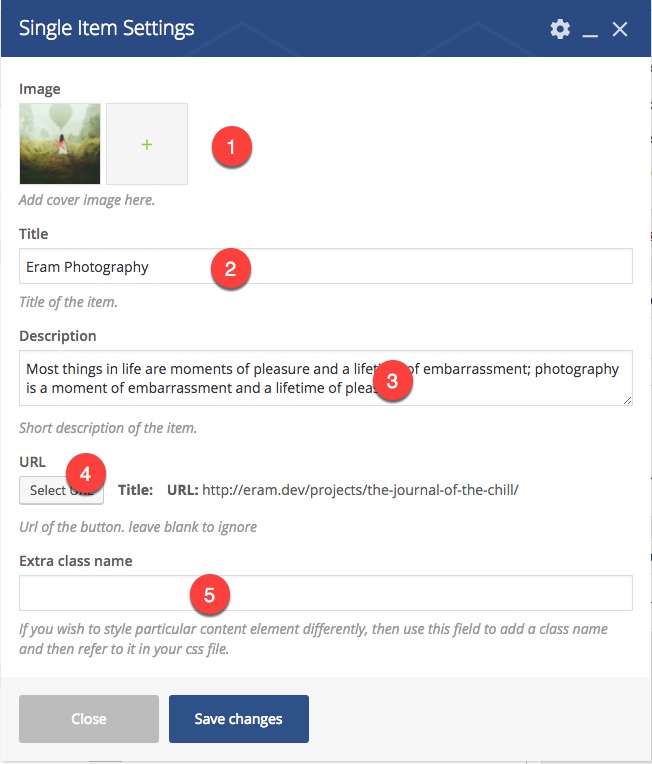 Single Item Settings
Image
+
1
Add cover image here.
Title
Eram Photography
2
Title of the item.
Description
Most things in life are moments of pleasure and a of embarrassment; photography
is a moment of embarrassment and a lifetime of
3
Short description of the item.
URL
4
Select Title: URL: http://eram.dev/projects/the-journal-of-the-chill/
Url of the button. leave blank to ignore
Extra class name
5
If you wish to style particular content element differently, then use this field to add a class name
and then refer to it in your css file.
Close Save changes